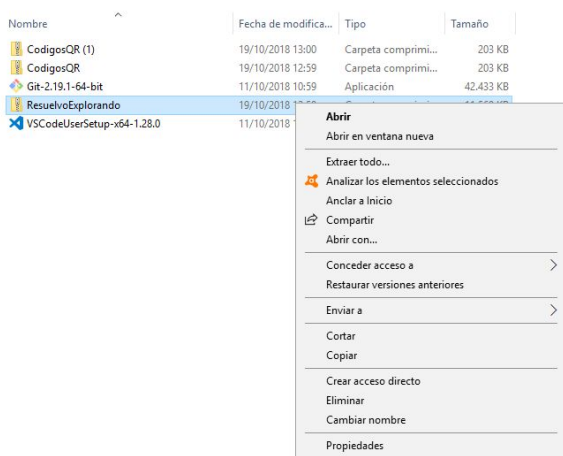 Nombre Fecha de modifica... Tipo Tamaño
CodigosQR (1) 19/10/2018 13:00 Carpeta comprimi... 203 KB
CodigosQR 19/10/2018 12:59 Carpeta comprimi... 203 KB
Git-2.19.1-64-bit 11/10/2018 10:59 Aplicación 42.433 KB
ResuelvoExplorando 19/10/2018
VSCodeUserSetup-x64-1.28.0 11/10/2018
Abrir
Abrir en ventana nueva
Extraer todo...
Analizar los elementos seleccionados
Anclar a Inicio
Compartir
Abrir con...
Conceder acceso a
Restaurar versiones anteriores
Enviar a
Cortar
Copiar
Crear acceso directo
Eliminar
Cambiar nombre
Propiedades